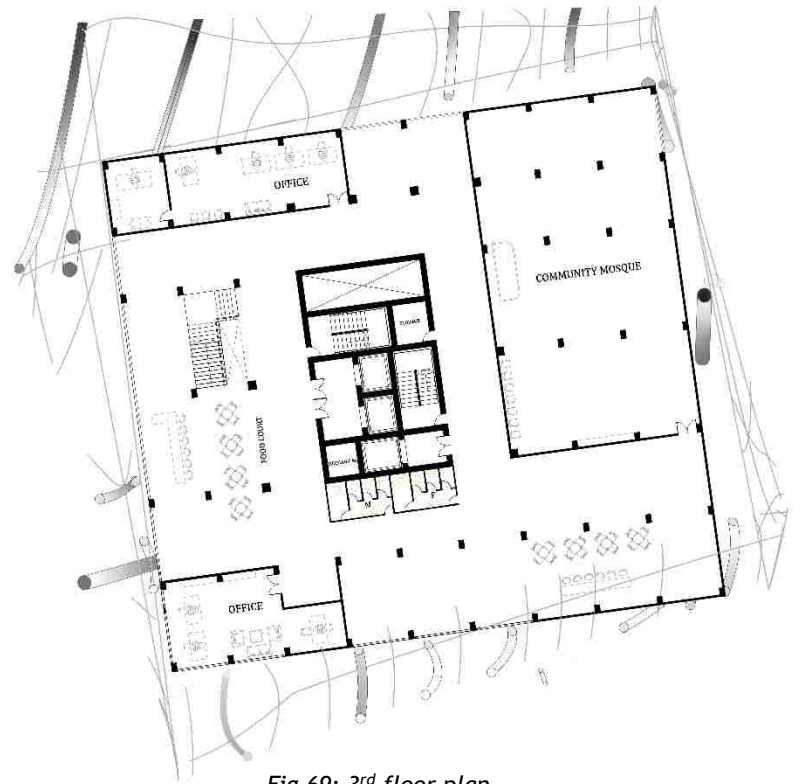 OFFICE
COMMUNITY MOSQUE
FOOD COURT
M
F
OFFICE
Fig 69: 3rd floor plan